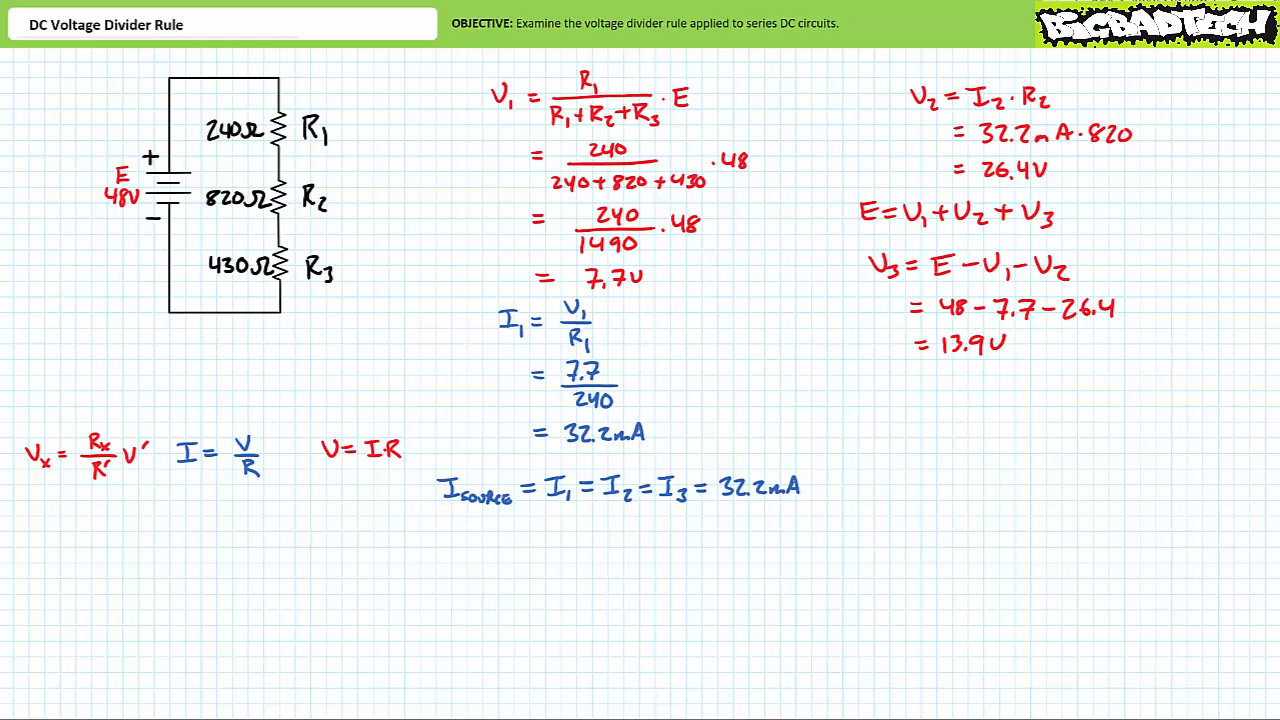 DC Voltage Divider Rule
OBJECTIVE: Examine the voltage divider rule applied to series DC circuits.
BIGBADTECH
240Ω R1
+
E
48V
820Ω R2
-
430Ω R3
Vx = Rx/R' V'
I = V/R
V = I·R
V1 = R1/(R1+R2+R3) · E
= 240/(240+820+430) · 48
= 240/1490 · 48
= 7.7V
I1 = V1/R1
= 7.7/240
= 32.2mA
ISOURCE = I1 = I2 = I3 = 32.2mA
V2 = I2 · R2
= 32.2mA · 820
= 26.4V
E = V1 + V2 + V3
V3 = E - V1 - V2
= 48 - 7.7 - 26.4
= 13.9V